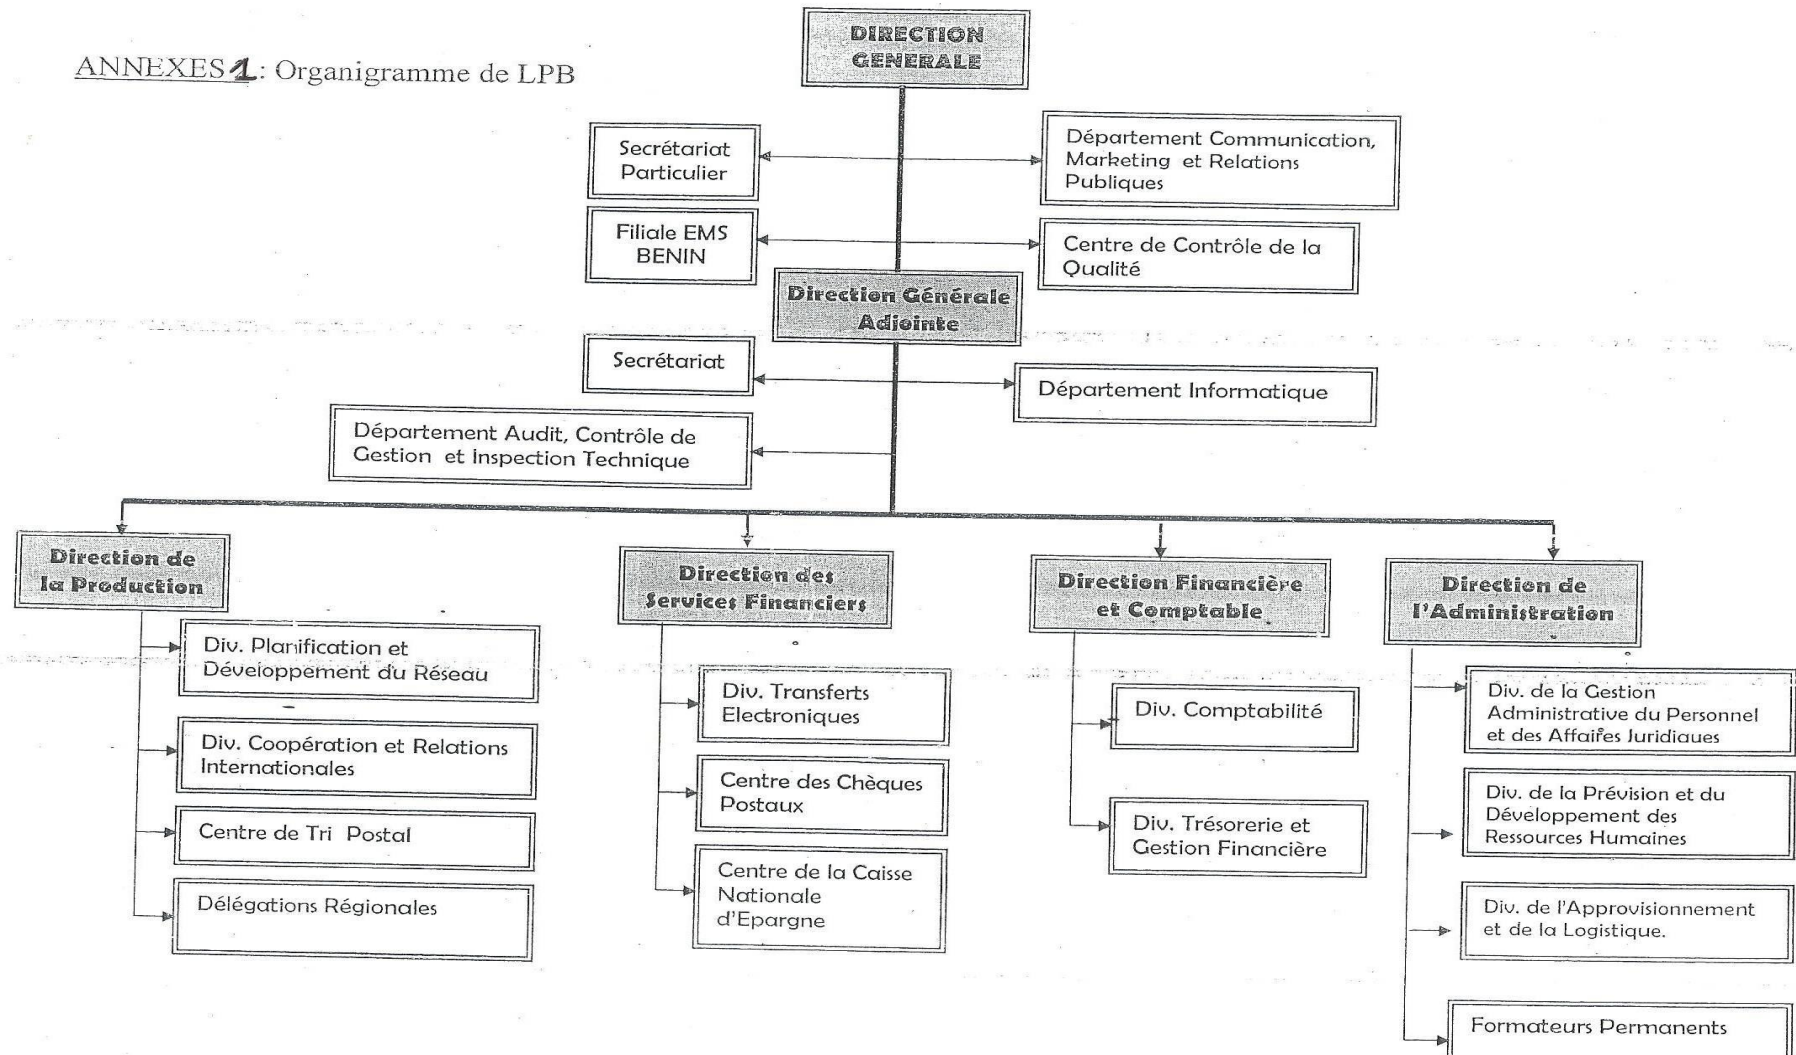 ANNEXES 1: Organigramme de LPB
DIRECTION
GENERALE
Secrétariat
Particulier
Département Communication,
Marketing et Relations
Publiques
Filiale EMS
BENIN
Centre de Contrôle de la
Qualité
Direction Générale
Adjointe
Secrétariat
Département Informatique
Département Audit, Contrôle de
Gestion et Inspection Technique
Direction de
la Production
Div. Planification et
Développement du Réseau
Div. Coopération et Relations
Internationales
Centre de Tri Postal
Délégations Régionales
Direction des
Services Financiers
Div. Transferts
Electroniques
Centre des Chèques
Postaux
Centre de la Caisse
Nationale
d'Epargne
Direction Financière
et Comptable
Div. Comptabilité
Div. Trésorerie et
Gestion Financière
Direction de
l'Administration
Div. de la Gestion
Administrative du Personnel
et des Affaires Juridiques
Div. de la Prévision et du
Développement des
Ressources Humaines
Div. de l'Approvisionnement
et de la Logistique.
Formateurs Permanents